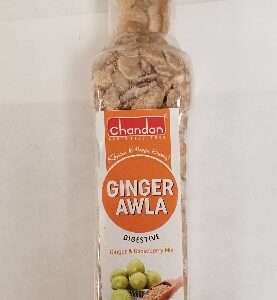 chandan
GINGER
AWLA
DIGESTIVE
Ginger & Gooseberry Mix